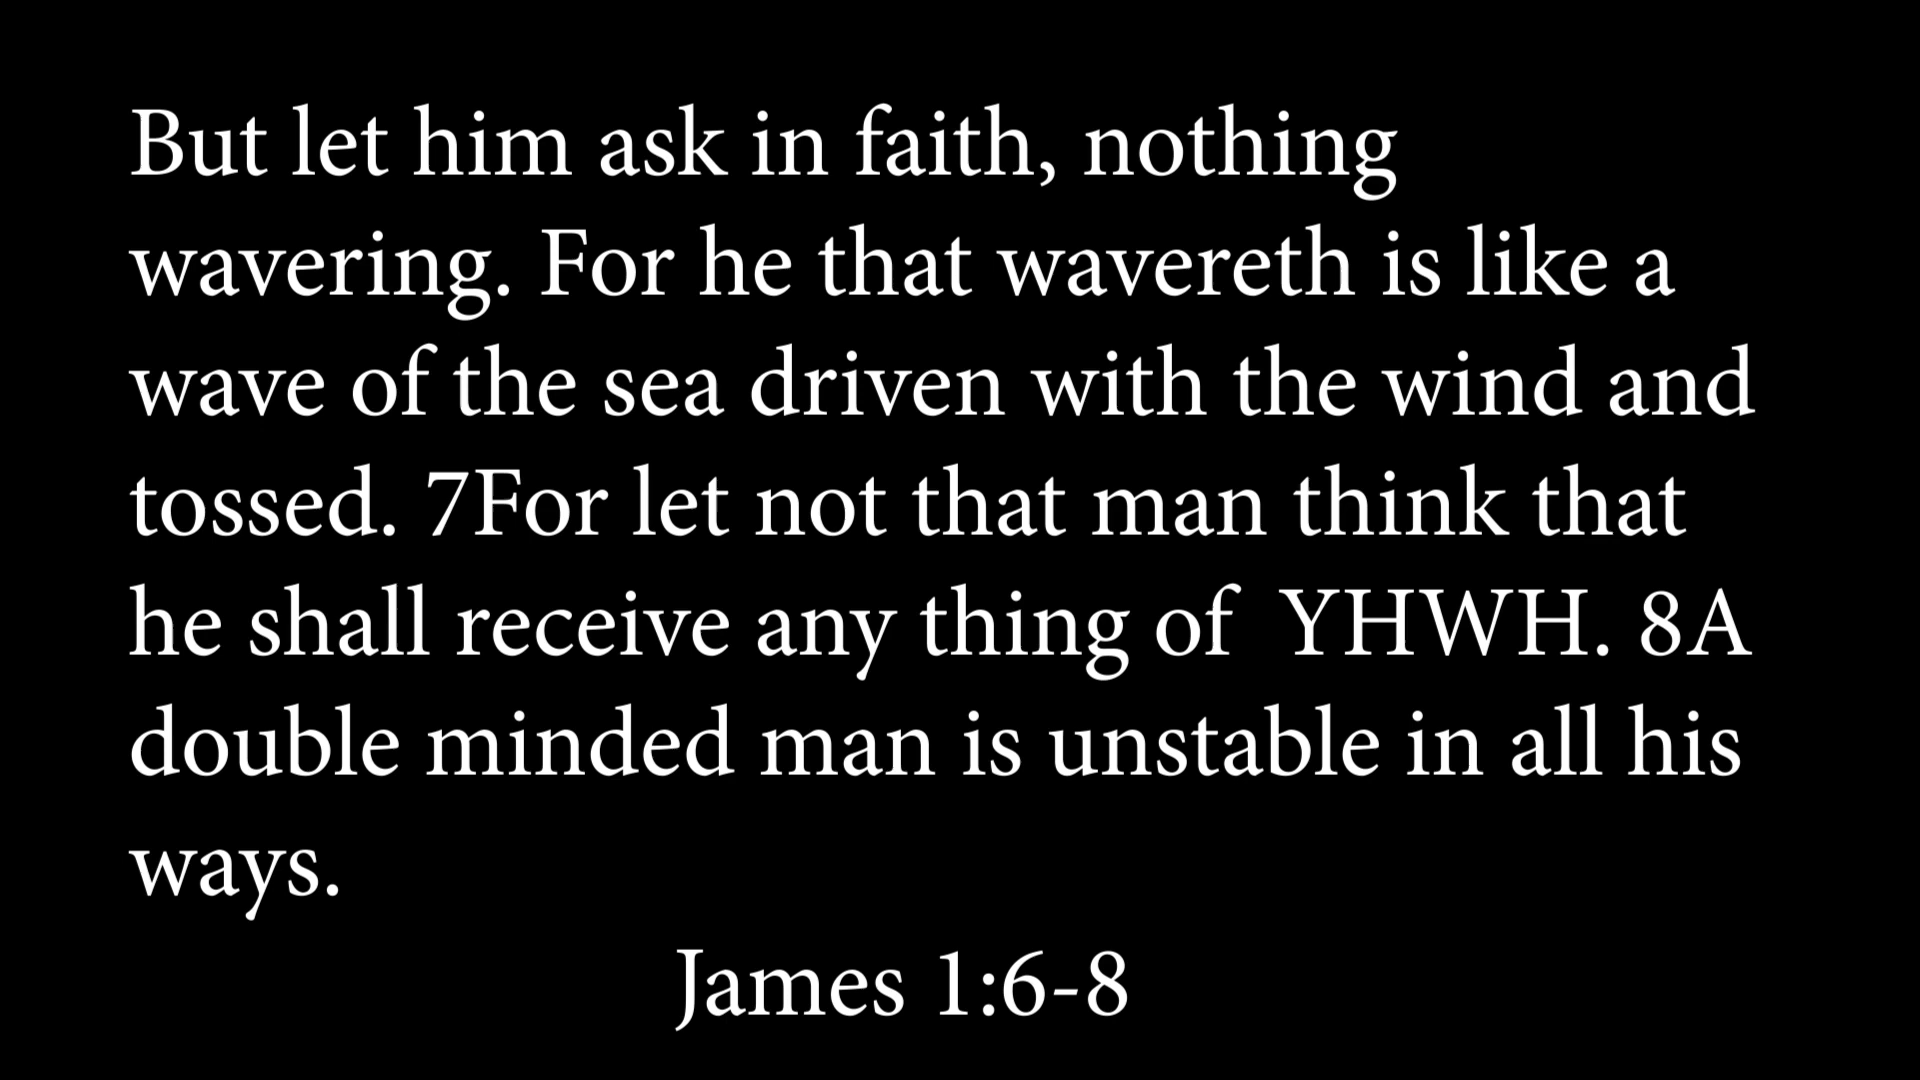 But let him ask in faith, nothing
wavering. For he that wavereth is like a
wave of the sea driven with the wind and
tossed. 7For let not that man think that
he shall receive any thing of  YHWH. 8A
double minded man is unstable in all his
ways.
James 1:6-8